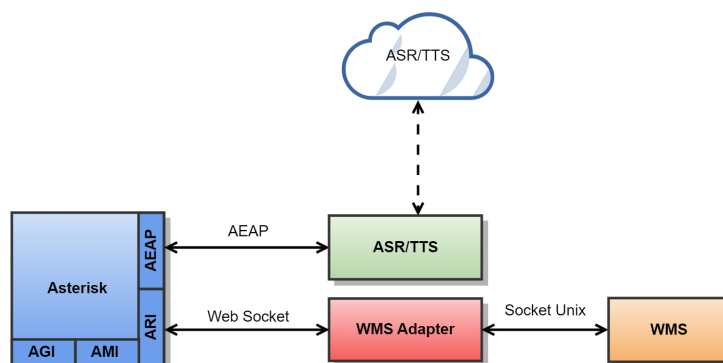 ASR/TTS
AEAP
AEAP
ASR/TTS
Asterisk
ARI
Web Socket
WMS Adapter
Socket Unix
WMS
AGI
AMI